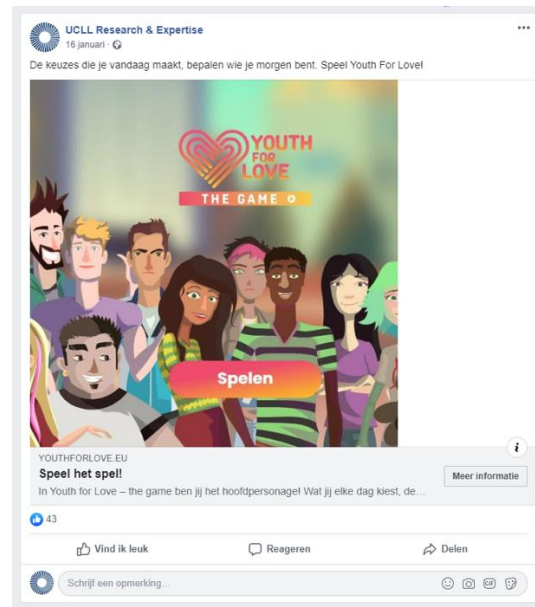 UCLL Research & Expertise
16 januari ·
De keuzes die je vandaag maakt, bepalen wie je morgen bent. Speel Youth For Love!
YOUTH
FOR
LOVE
THE GAME
Spelen
i
YOUTHFORLOVE.EU
Speel het spel!
Meer informatie
In Youth for Love – the game ben jij het hoofdpersonage! Wat jij elke dag kiest, de…
43
Vind ik leuk
Reageren
Delen
Schrijf een opmerking...
GIF